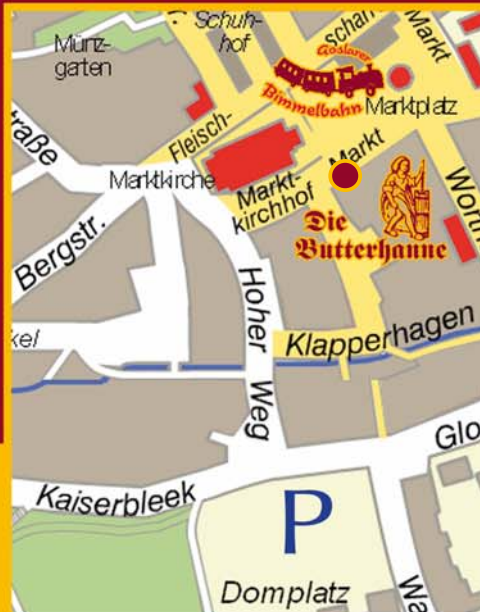 Schuh-
hof
Markt
Münz-
garten
Goslarer
Bimmelbahn
Marktplatz
Fleisch-
Marktkirche
Markt-
kirchhof
Markt
Die
Butterhanne
Bergstr.
Hoher Weg
Klapperhagen
Kaiserbleek
P
Domplatz